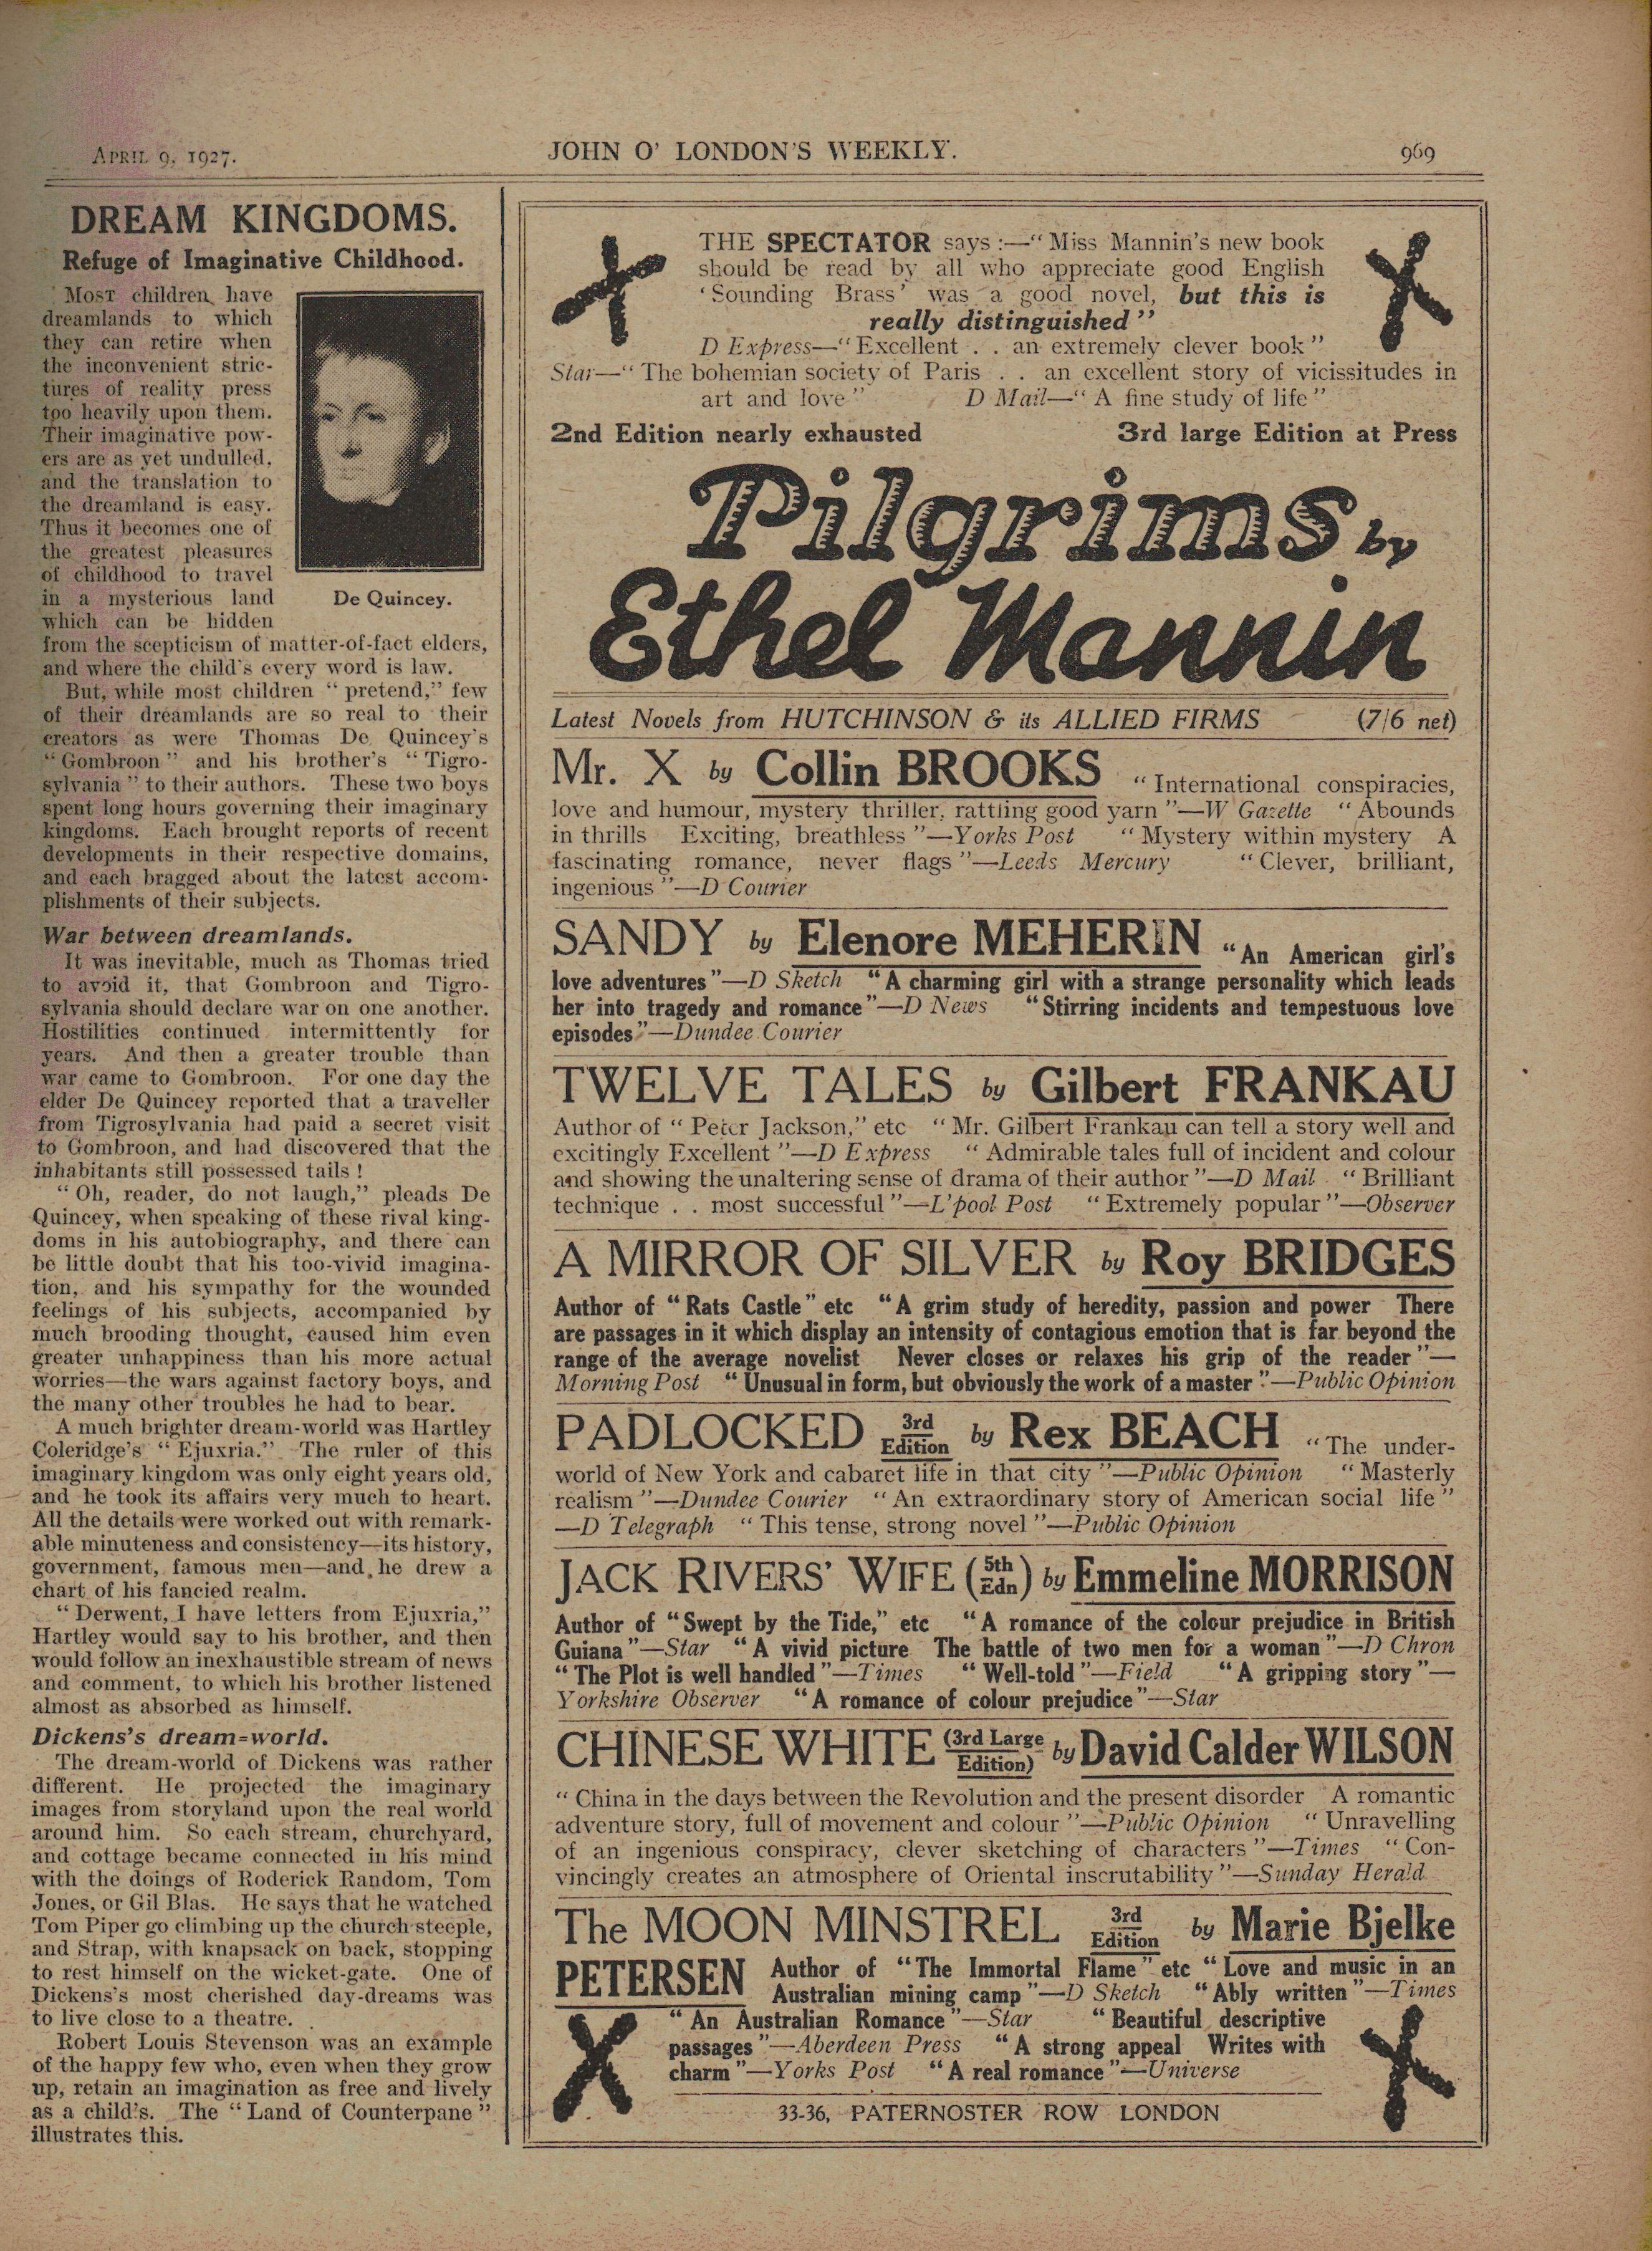 APRIL 9, 1927.
JOHN O' LONDON'S WEEKLY.
969
DREAM KINGDOMS.
Refuge of Imaginative Childhood.
MOST children have
dreamlands to which
they can retire when
the inconvenient stric-
tures of reality press
too heavily upon them.
Their imaginative pow-
ers are as yet undulled,
and the translation to
the dreamland is easy.
Thus it becomes one of
the greatest pleasures
of childhood to travel
in a mysterious land
which can be hidden
De Quincey.
from the scepticism of matter-of-fact elders,
and where the child's every word is law.
But, while most children “ pretend,” few
of their dreamlands are so real to their
creators as were Thomas De Quincey's
“ Gombroon ” and his brother's “ Tigro-
sylvania ” to their authors. These two boys
spent long hours governing their imaginary
kingdoms. Each brought reports of recent
developments in their respective domains,
and each bragged about the latest accom-
plishments of their subjects.
War between dreamlands.
It was inevitable, much as Thomas tried
to avoid it, that Gombroon and Tigro-
sylvania should declare war on one another.
Hostilities continued intermittently for
years. And then a greater trouble than
war came to Gombroon. For one day the
elder De Quincey reported that a traveller
from Tigrosylvania had paid a secret visit
to Gombroon, and had discovered that the
inhabitants still possessed tails !
“ Oh, reader, do not laugh,” pleads De
Quincey, when speaking of these rival king-
doms in his autobiography, and there can
be little doubt that his too-vivid imagina-
tion, and his sympathy for the wounded
feelings of his subjects, accompanied by
much brooding thought, caused him even
greater unhappiness than his more actual
worries—the wars against factory boys, and
the many other troubles he had to bear.
A much brighter dream-world was Hartley
Coleridge's “ Ejuxria.” The ruler of this
imaginary kingdom was only eight years old,
and he took its affairs very much to heart.
All the details were worked out with remark-
able minuteness and consistency—its history,
government, famous men—and he drew a
chart of his fancied realm.
“ Derwent, I have letters from Ejuxria,”
Hartley would say to his brother, and then
would follow an inexhaustible stream of news
and comment, to which his brother listened
almost as absorbed as himself.
Dickens's dream-world.
The dream-world of Dickens was rather
different. He projected the imaginary
images from storyland upon the real world
around him. So each stream, churchyard,
and cottage became connected in his mind
with the doings of Roderick Random, Tom
Jones, or Gil Blas. He says that he watched
Tom Piper go climbing up the church steeple,
and Strap, with knapsack on back, stopping
to rest himself on the wicket-gate. One of
Dickens's most cherished day-dreams was
to live close to a theatre.
Robert Louis Stevenson was an example
of the happy few who, even when they grow
up, retain an imagination as free and lively
as a child's. The “ Land of Counterpane ”
illustrates this.
THE SPECTATOR says :—“ Miss Mannin's new book
should be read by all who appreciate good English
‘ Sounding Brass ’ was a good novel, but this is
really distinguished ”
D Express—“ Excellent . . an extremely clever book ”
Star—“ The bohemian society of Paris . . an excellent story of vicissitudes in
art and love ” D Mail—“ A fine study of life ”
2nd Edition nearly exhausted 3rd large Edition at Press
Pilgrims by
Ethel Mannin
Latest Novels from HUTCHINSON & its ALLIED FIRMS (7/6 net)
Mr. X by Collin BROOKS “ International conspiracies,
love and humour, mystery thriller, rattling good yarn ”—W Gazette “ Abounds
in thrills Exciting, breathless ”—Yorks Post “ Mystery within mystery A
fascinating romance, never flags ”—Leeds Mercury “ Clever, brilliant,
ingenious ”—D Courier
SANDY by Elenore MEHERIN “An American girl's
love adventures”—D Sketch “A charming girl with a strange personality which leads
her into tragedy and romance”—D News “Stirring incidents and tempestuous love
episodes”—Dundee Courier
TWELVE TALES by Gilbert FRANKAU
Author of “ Peter Jackson,” etc “ Mr. Gilbert Frankau can tell a story well and
excitingly Excellent ”—D Express “ Admirable tales full of incident and colour
and showing the unaltering sense of drama of their author ”—D Mail “ Brilliant
technique . . most successful ”—L'pool Post “ Extremely popular ”—Observer
A MIRROR OF SILVER by Roy BRIDGES
Author of “ Rats Castle” etc “A grim study of heredity, passion and power There
are passages in it which display an intensity of contagious emotion that is far beyond the
range of the average novelist Never closes or relaxes his grip of the reader ”—
Morning Post “ Unusual in form, but obviously the work of a master ”—Public Opinion
PADLOCKED 3rd Edition by Rex BEACH “ The under-
world of New York and cabaret life in that city ”—Public Opinion “ Masterly
realism ”—Dundee Courier “ An extraordinary story of American social life ”
—D Telegraph “ This tense, strong novel ”—Public Opinion
JACK RIVERS' WIFE (5th Edn) by Emmeline MORRISON
Author of “ Swept by the Tide,” etc “ A romance of the colour prejudice in British
Guiana ”—Star “ A vivid picture The battle of two men for a woman ”—D Chron
“ The Plot is well handled ”—Times “ Well-told ”—Field “ A gripping story ”—
Yorkshire Observer “ A romance of colour prejudice ”—Star
CHINESE WHITE (3rd Large Edition) by David Calder WILSON
“ China in the days between the Revolution and the present disorder A romantic
adventure story, full of movement and colour ”—Public Opinion “ Unravelling
of an ingenious conspiracy, clever sketching of characters ”—Times “ Con-
vincingly creates an atmosphere of Oriental inscrutability ”—Sunday Herald
The MOON MINSTREL 3rd Edition by Marie Bjelke
PETERSEN Author of “The Immortal Flame” etc “ Love and music in an
Australian mining camp ”—D Sketch “ Ably written ”—Times
“ An Australian Romance ”—Star “ Beautiful descriptive
passages ”—Aberdeen Press “ A strong appeal Writes with
charm ”—Yorks Post “ A real romance ”—Universe
33-36, PATERNOSTER ROW LONDON